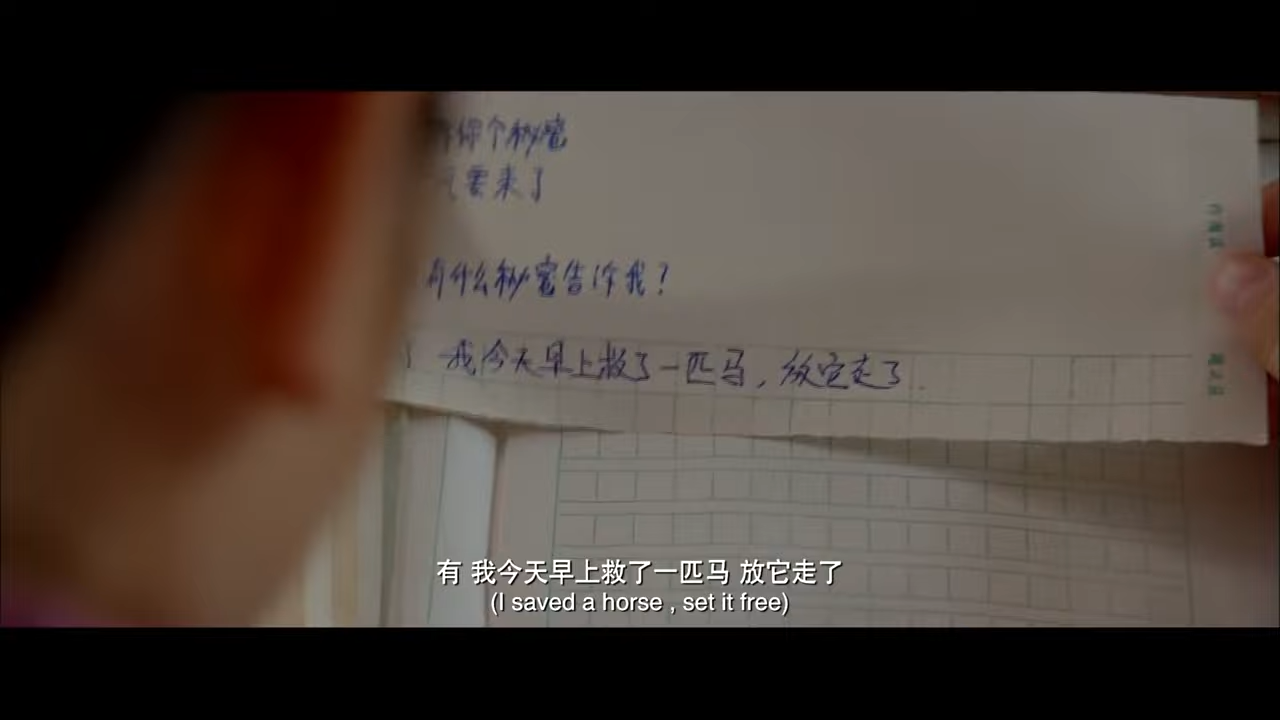 你个秘密
要来了
有什么秘密告诉我?
我今天早上救了一匹马,放它走了.
有 我今天早上救了一匹马 放它走了
(I saved a horse , set it free)